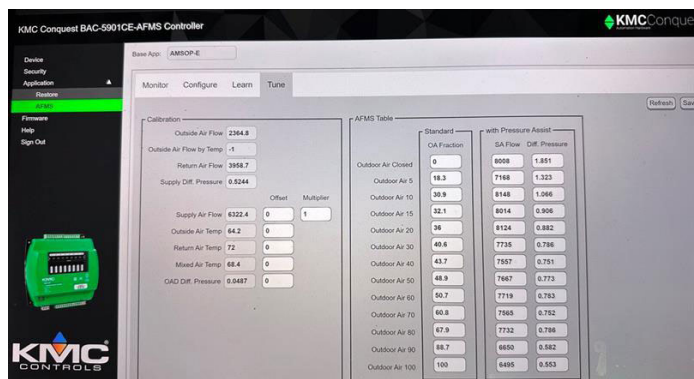 KMC Conquest BAC-5901CE-AFMS Controller
KMCConque
Device
Security
Application
Restore
AFMS
Firmware
Help
Sign Out
KMC
CONTROLS
Base App: AMSOP-E
Monitor Configure Learn Tune
Refresh Sav
Calibration
Outside Air Flow 2364.8
Outside Air Flow by Temp -1
Return Air Flow 3958.7
Supply Diff. Pressure 0.5244
Offset Multiplier
Supply Air Flow 6322.4 0 1
Outside Air Temp 64.2 0
Return Air Temp 72 0
Mixed Air Temp 68.4 0
OAD Diff. Pressure 0.0487 0
AFMS Table
Standard with Pressure Assist
OA Fraction SA Flow Diff. Pressure
Outdoor Air Closed 0 8008 1.851
Outdoor Air 5 18.3 7168 1.323
Outdoor Air 10 30.9 8148 1.066
Outdoor Air 15 32.1 8014 0.906
Outdoor Air 20 36 8124 0.882
Outdoor Air 30 40.6 7735 0.786
Outdoor Air 40 43.7 7557 0.751
Outdoor Air 50 48.9 7667 0.773
Outdoor Air 60 50.7 7719 0.783
Outdoor Air 70 60.8 7565 0.752
Outdoor Air 80 67.9 7732 0.786
Outdoor Air 90 88.7 6650 0.582
Outdoor Air 100 100 6495 0.553